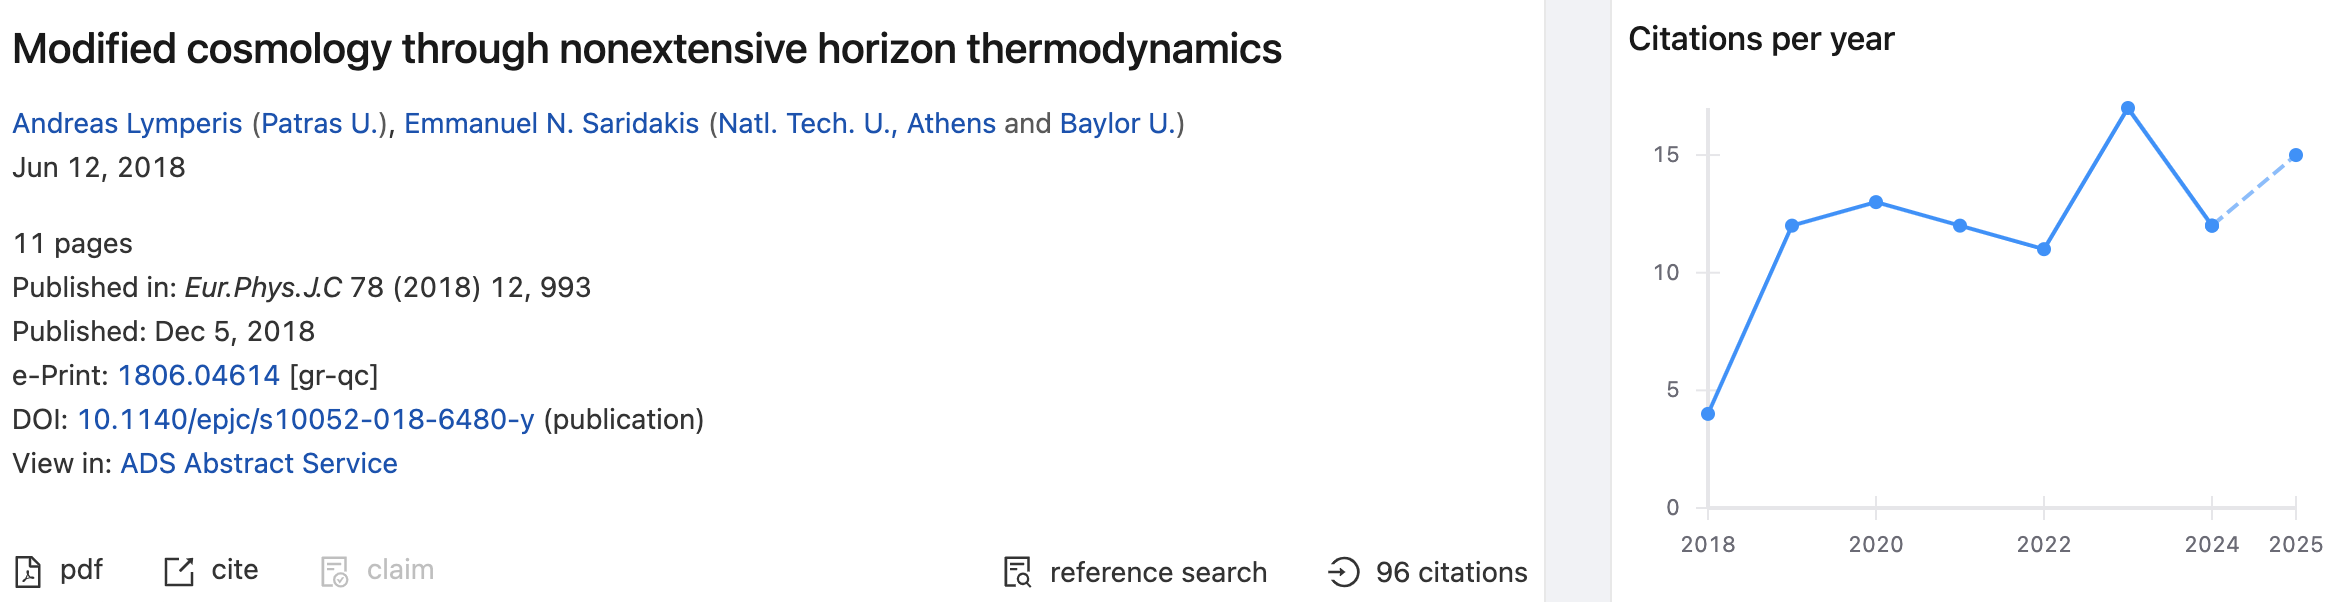 Modified cosmology through nonextensive horizon thermodynamics
Andreas Lymperis (Patras U.), Emmanuel N. Saridakis (Natl. Tech. U., Athens and Baylor U.)
Jun 12, 2018
11 pages
Published in: Eur.Phys.J.C 78 (2018) 12, 993
Published: Dec 5, 2018
e-Print: 1806.04614 [gr-qc]
DOI: 10.1140/epjc/s10052-018-6480-y (publication)
View in: ADS Abstract Service
pdf cite claim reference search 96 citations
Citations per year
15
10
5
0
2018 2020 2022 2024 2025